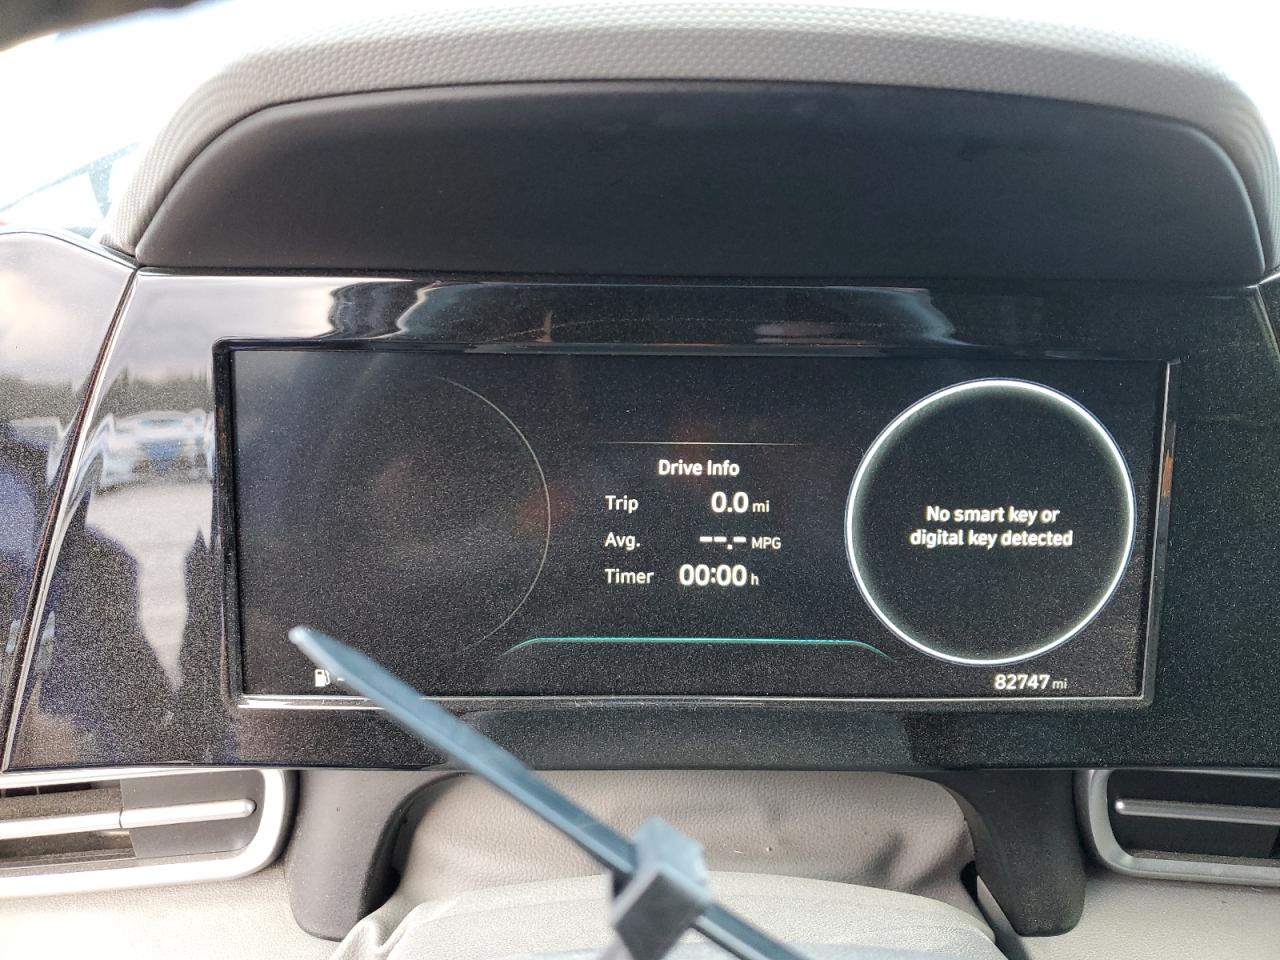 Drive Info
Trip 0.0 mi
Avg. --.- MPG
Timer 00:00 h
No smart key or
digital key detected
82747 mi